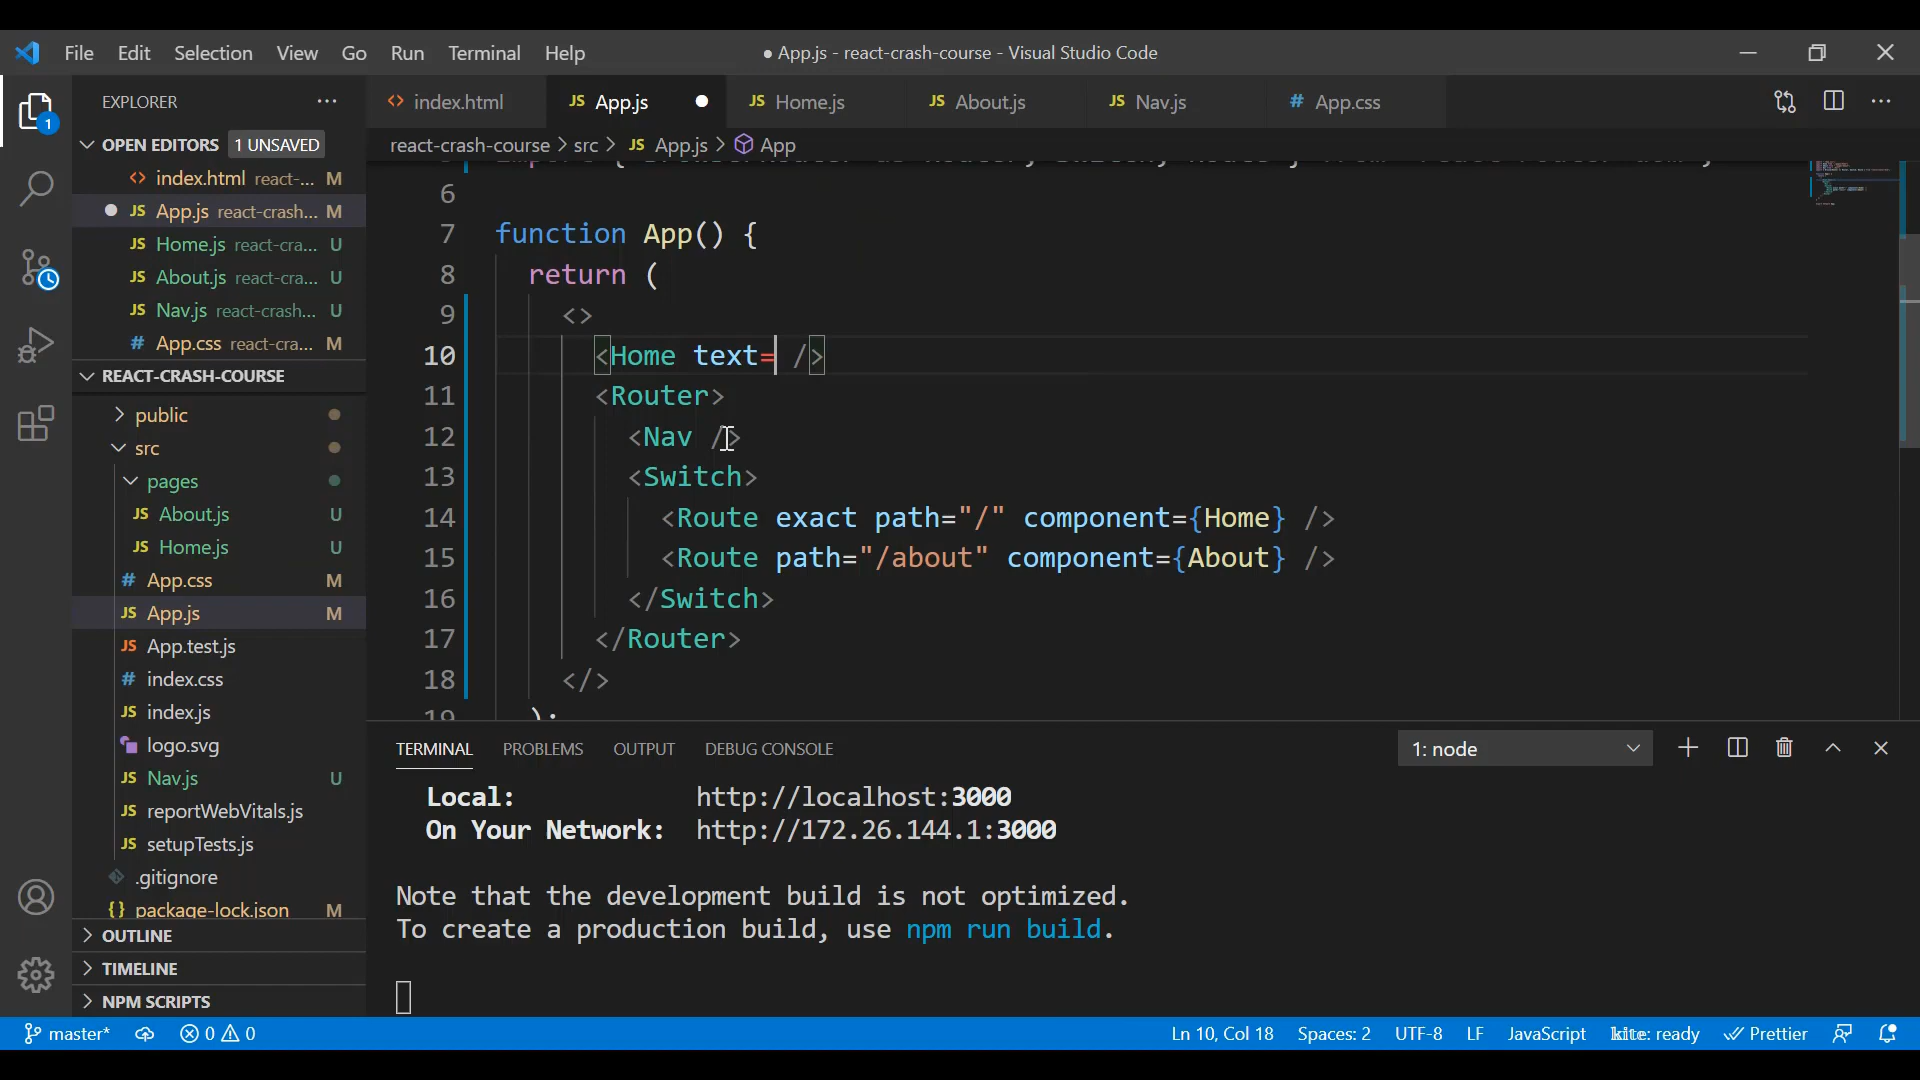 File Edit Selection View Go Run Terminal Help ● App.js - react-crash-course - Visual Studio Code
EXPLORER ···
<> index.html
JS App.js ●
JS Home.js
JS About.js
JS Nav.js
# App.css
OPEN EDITORS 1 UNSAVED
<> index.html react-... M
● JS App.js react-crash... M
JS Home.js react-cra... U
JS About.js react-cra... U
JS Nav.js react-crash... U
# App.css react-cra... M
REACT-CRASH-COURSE
public
src
pages
JS About.js U
JS Home.js U
# App.css M
JS App.js M
JS App.test.js
# index.css
JS index.js
logo.svg
JS Nav.js U
JS reportWebVitals.js
JS setupTests.js
.gitignore
{} package-lock.json M
OUTLINE
TIMELINE
NPM SCRIPTS
react-crash-course > src > JS App.js > App
6
7 function App() {
8 return (
9 <>
10 <Home text= />
11 <Router>
12 <Nav />
13 <Switch>
14 <Route exact path="/" component={Home} />
15 <Route path="/about" component={About} />
16 </Switch>
17 </Router>
18 </>
19 );
TERMINAL PROBLEMS OUTPUT DEBUG CONSOLE 1: node
Local: http://localhost:3000
On Your Network: http://172.26.144.1:3000
Note that the development build is not optimized.
To create a production build, use npm run build.
1
master* 0 0 Ln 10, Col 18 Spaces: 2 UTF-8 LF JavaScript kite: ready Prettier